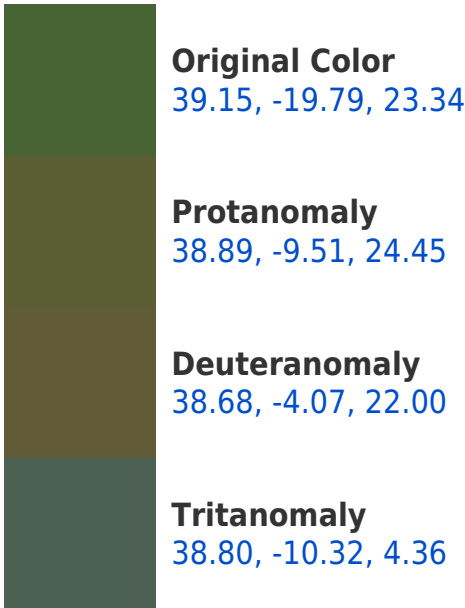 Original Color
39.15, -19.79, 23.34
Protanomaly
38.89, -9.51, 24.45
Deuteranomaly
38.68, -4.07, 22.00
Tritanomaly
38.80, -10.32, 4.36